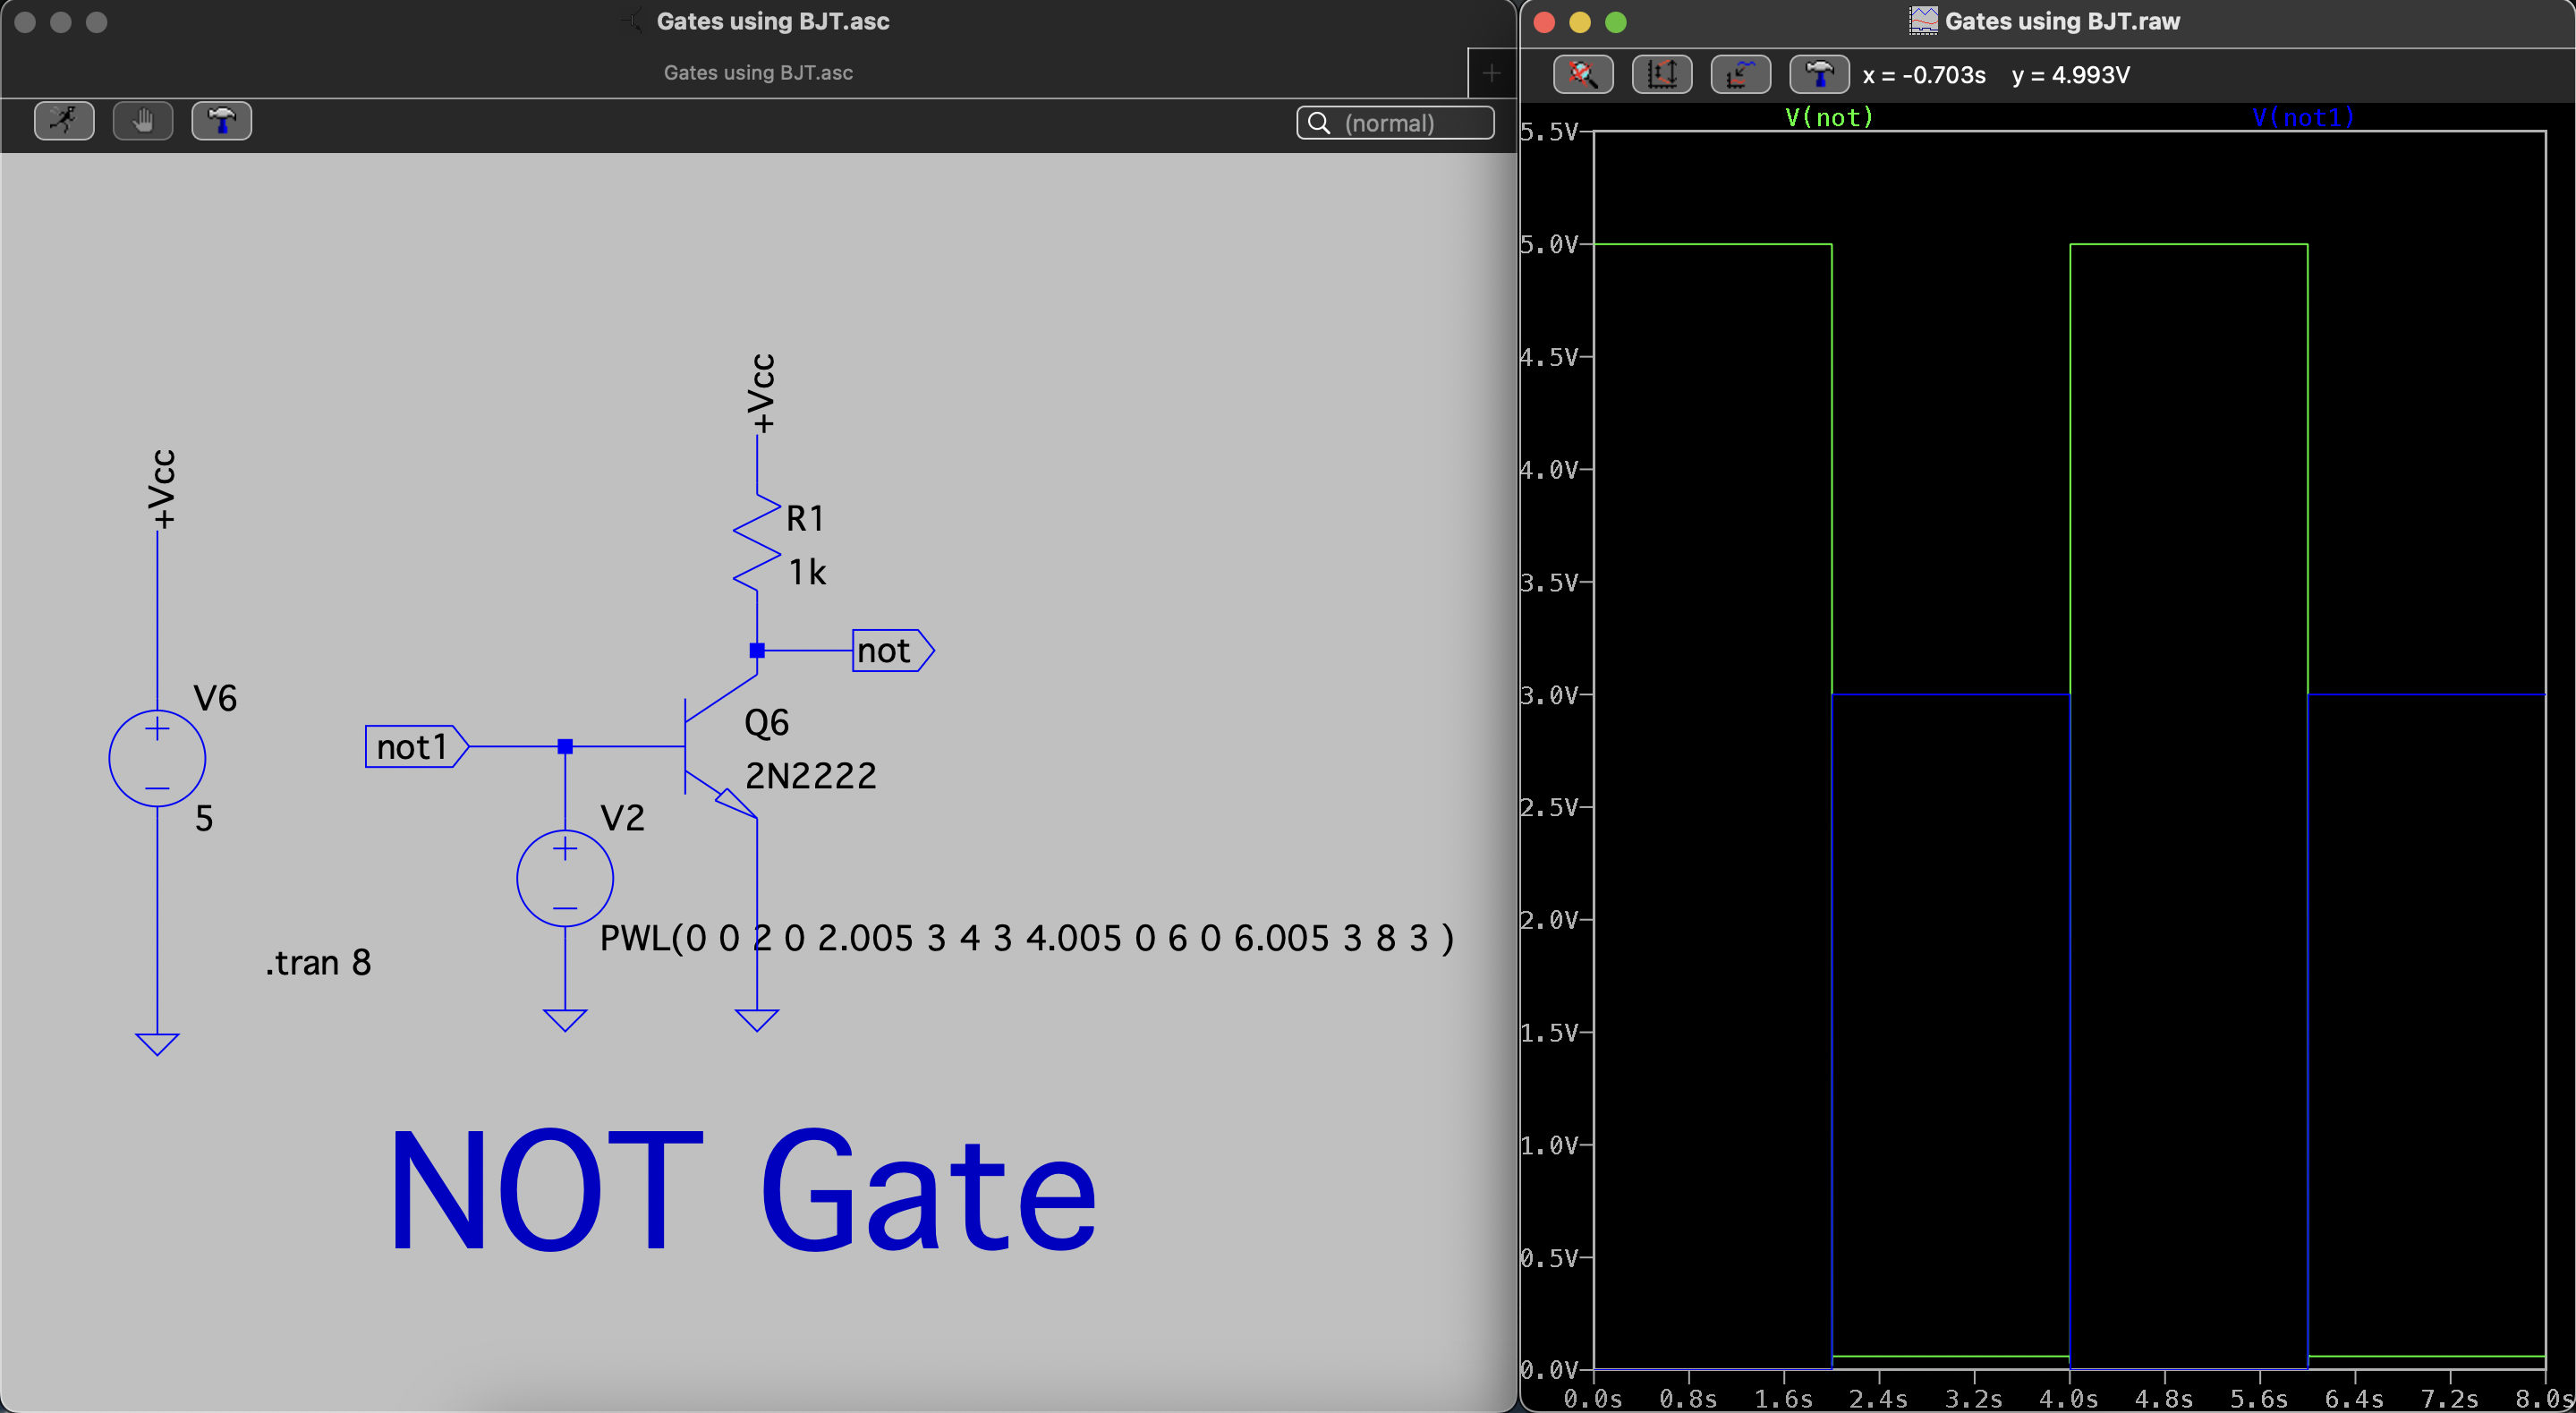 Gates using BJT.asc
Gates using BJT.asc
(normal)
+Vcc
+Vcc
R1
1k
not
V6
Q6
not1
2N2222
5
V2
PWL(0 0 2 0 2.005 3 4 3 4.005 0 6 0 6.005 3 8 3 )
.tran 8
NOT Gate
Gates using BJT.raw
x = -0.703s y = 4.993V
V(not) V(not1)
5.5V
5.0V
4.5V
4.0V
3.5V
3.0V
2.5V
2.0V
1.5V
1.0V
0.5V
0.0V
0.0s 0.8s 1.6s 2.4s 3.2s 4.0s 4.8s 5.6s 6.4s 7.2s 8.0s